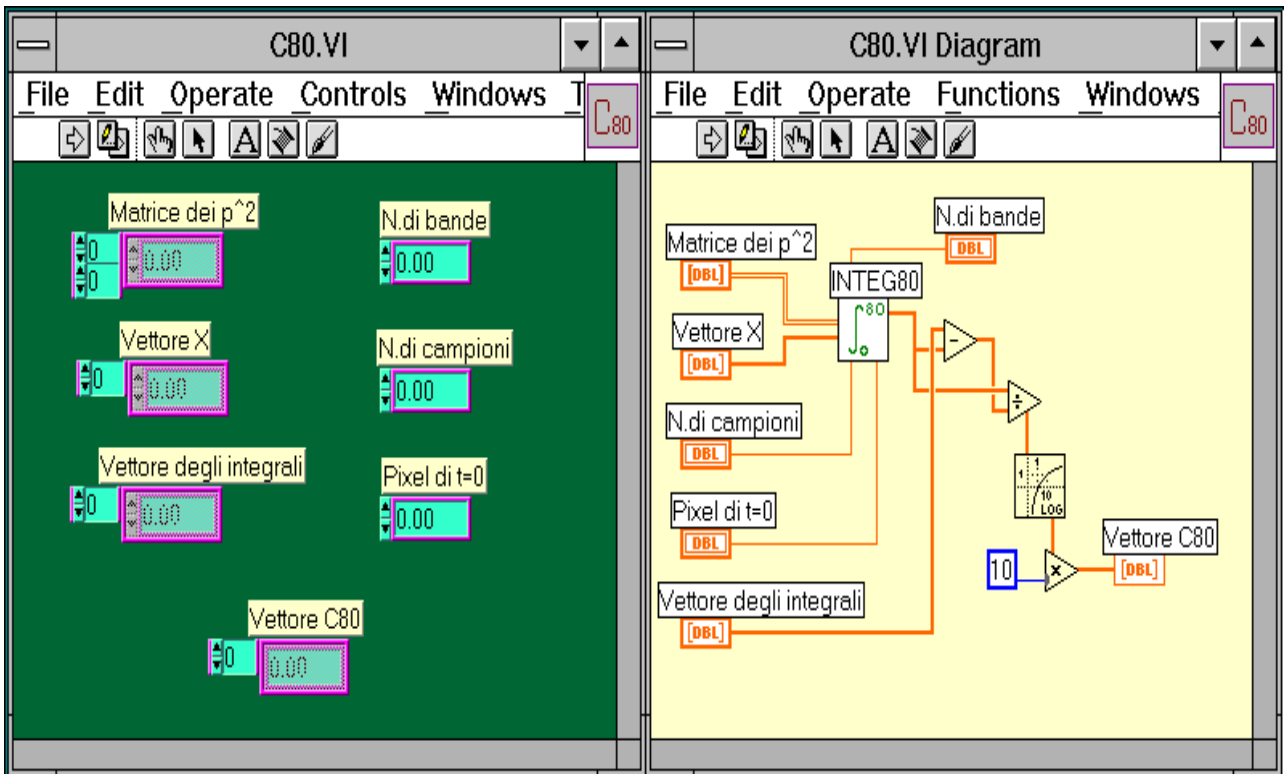 C80.VI
File Edit Operate Controls Windows T
C80
A
Matrice dei p^2
0
0
0.00
N.di bande
0.00
Vettore X
0
0.00
N.di campioni
0.00
Vettore degli integrali
0
0.00
Pixel di t=0
0.00
Vettore C80
0
0.00
C80.VI Diagram
File Edit Operate Functions Windows
C80
A
N.di bande
DBL
Matrice dei p^2
[DBL]
INTEG80
80
0
Vettore X
[DBL]
N.di campioni
DBL
1 1
10
LOG
Pixel di t=0
DBL
Vettore C80
[DBL]
10
Vettore degli integrali
[DBL]